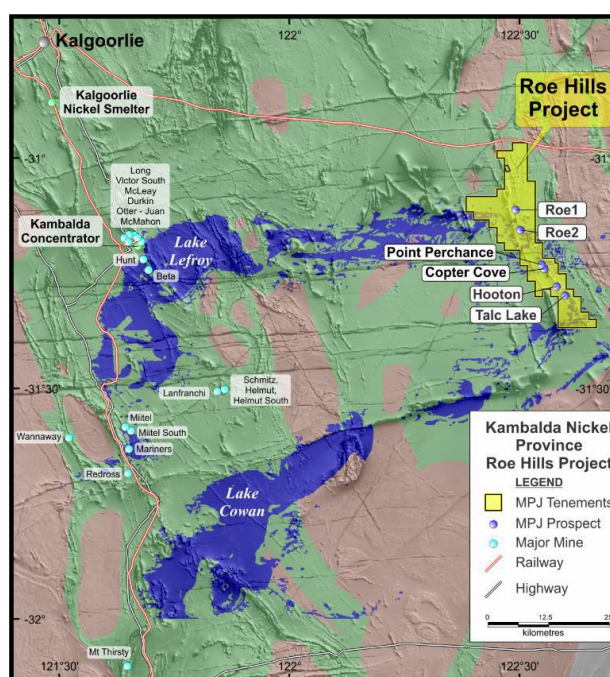 122°
122°30'
Kalgoorlie
Kalgoorlie
Nickel Smelter
Roe Hills
Project
-31°
-31°
Long
Victor South
McLeay
Durkin
Otter - Juan
McMahon
Kambalda
Concentrator
Hunt
Beta
Lake
Lefroy
Roe1
Roe2
Point Perchance
Copter Cove
Hooton
Talc Lake
-31°30'
-31°30'
Lanfranchi
Schmitz,
Helmut,
Helmut South
Miitel
Miitel South
Wannaway
Mariners
Redross
Lake
Cowan
-32°
Mt Thirsty
121°30'
122°
122°30'
Kambalda Nickel
Province
Roe Hills Project
LEGEND
MPJ Tenements
MPJ Prospect
Major Mine
Railway
Highway
0 12.5 25
kilometres